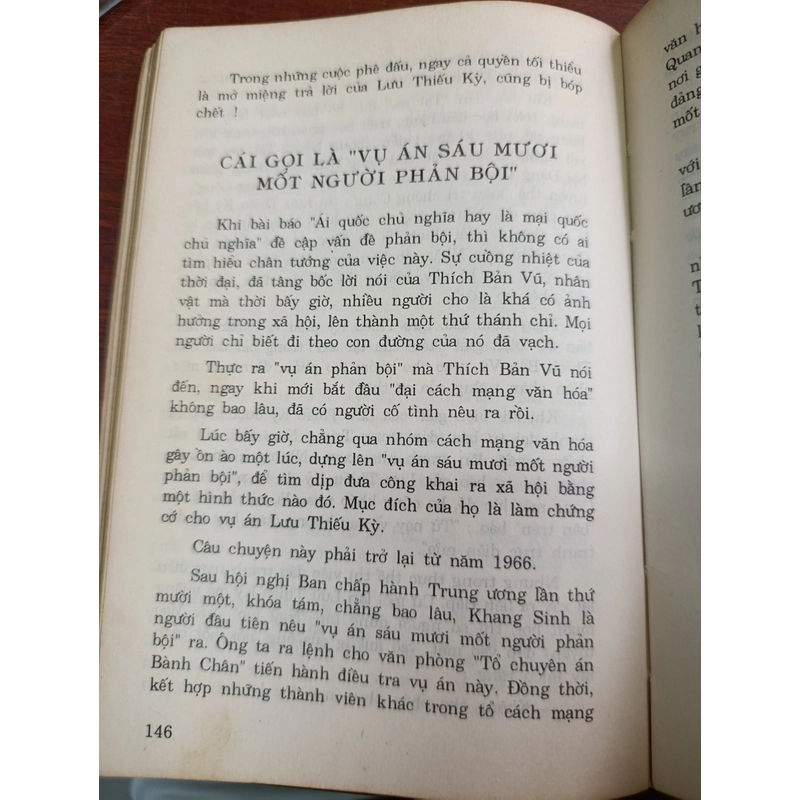 Trong những cuộc phê đấu, ngay cả quyền tối thiểu
là mở miệng trả lời của Lưu Thiếu Kỳ, cũng bị bóp
chết !
CÁI GỌI LÀ "VỤ ÁN SÁU MƯƠI
MỐT NGƯỜI PHẢN BỘI"
Khi bài báo "Ái quốc chủ nghĩa hay là mại quốc
chủ nghĩa" đề cập vấn đề phản bội, thì không có ai
tìm hiểu chân tướng của việc này. Sự cuồng nhiệt của
thời đại, đã tâng bốc lời nói của Thích Bản Vũ, nhân
vật mà thời bấy giờ, nhiều người cho là khá có ảnh
hưởng trong xã hội, lên thành một thứ thánh chỉ. Mọi
người chỉ biết đi theo con đường của nó đã vạch.
Thực ra "vụ án phản bội" mà Thích Bản Vũ nói
đến, ngay khi mới bắt đầu "đại cách mạng văn hóa"
không bao lâu, đã có người cố tình nêu ra rồi.
Lúc bấy giờ, chẳng qua nhóm cách mạng văn hóa
gây ồn ào một lúc, dựng lên "vụ án sáu mươi mốt người
phản bội", để tìm dịp đưa công khai ra xã hội bằng
một hình thức nào đó. Mục đích của họ là làm chứng
cớ cho vụ án Lưu Thiếu Kỳ.
Câu chuyện này phải trở lại từ năm 1966.
Sau hội nghị Ban chấp hành Trung ương lần thứ
mười một, khóa tám, chẳng bao lâu, Khang Sinh là
người đầu tiên nêu "vụ án sáu mươi mốt người phản
bội" ra. Ông ta ra lệnh cho văn phòng "Tổ chuyên án
Bành Chân" tiến hành điều tra vụ án này. Đồng thời,
kết hợp những thành viên khác trong tổ cách mạng
146
văn
Quan
nơi
đảng
mốt
với
lần